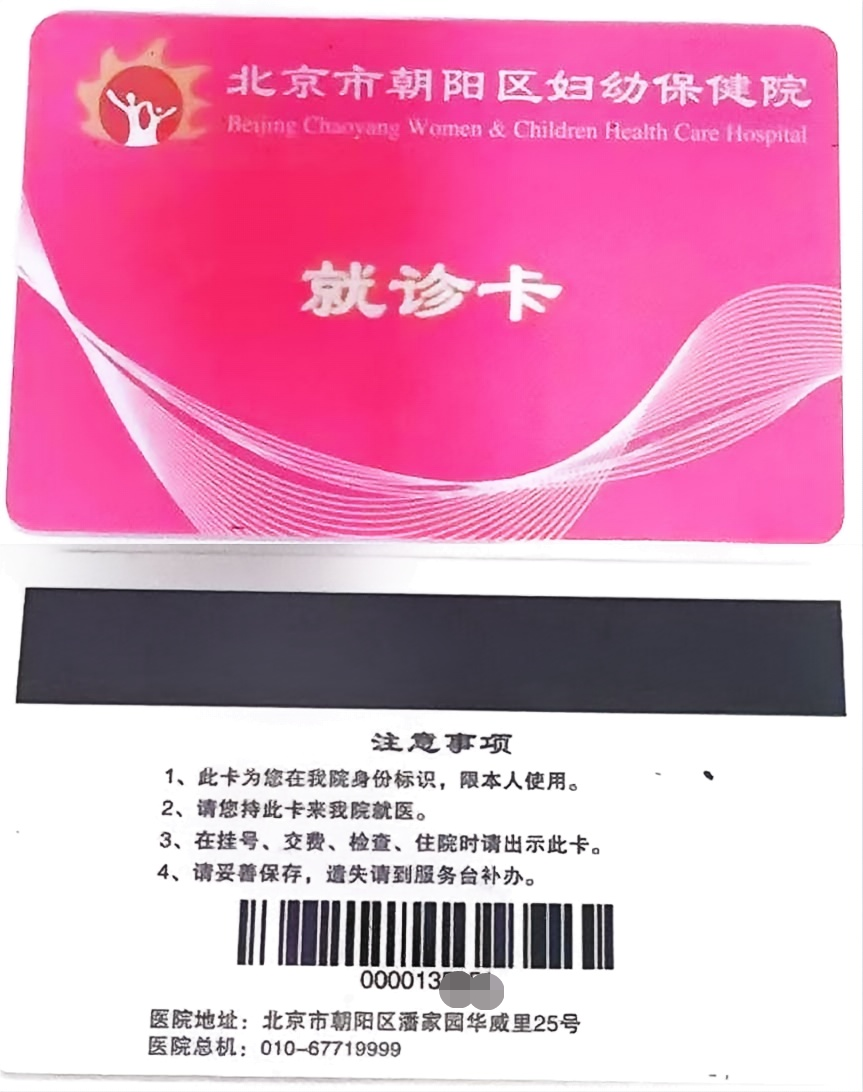 北京市朝阳区妇幼保健院
Beijing Chaoyang Women & Children Health Care Hospital
就诊卡
注意事项
1、此卡为您在我院身份标识，限本人使用。
2、请您持此卡来我院就医。
3、在挂号、交费、检查、住院时请出示此卡。
4、请妥善保存，遗失请到服务台补办。
000013
医院地址：北京市朝阳区潘家园华威里25号
医院总机：010-67719999